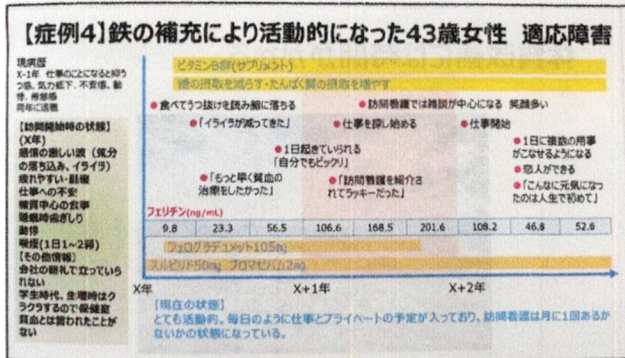 【症例4】鉄の補充により活動的になった43歳女性 適応障害
現病歴
X-1年 仕事のことになると抑う
つ感、気力低下、不安感、動
悸、倦怠感
同年に退職
【訪問開始時の状態】
(X年)
感情の激しい波(気分
の落ち込み、イライラ)
疲れやすい・
仕事への不安
糖質中心の食事
睡眠時歯ぎしり
動悸
喫煙(1日1~2箱)
【その他情報】
会社の朝礼で立っていら
れない
学生時代、生理時はク
ラクラするので保健室
貧血とは言われたことが
ない
ビタミンB群(サプリメント)
糖の摂取を減らす・たんぱく質の摂取を増やす
●食べてうつ抜けを読み腑に落ちる
●訪問看護では雑談が中心になる 笑顔多い
●「イライラが減ってきた」
●仕事を探し始める
●仕事開始
●1日起きていられる
「自分でもビックリ」
●1日に複数の用事
がこなせるようになる
●恋人ができる
●「もっと早く貧血の
治療をしたかった」
●「訪問看護を紹介さ
れてラッキーだった」
●「こんなに元気になっ
たのは人生で初めて」
フェリチン(ng/mL)
9.8 23.3 56.5 106.6 168.5 201.6 108.2 46.8 52.6
フェログラデュメット105mg
スルピリド50mg ブロマゼパム2mg
X年 X+1年 X+2年
【現在の状態】
とても活動的。毎日のように仕事とプライベートの予定が入っており、訪問看護は月に1回あるか
ないかの状態になっている。